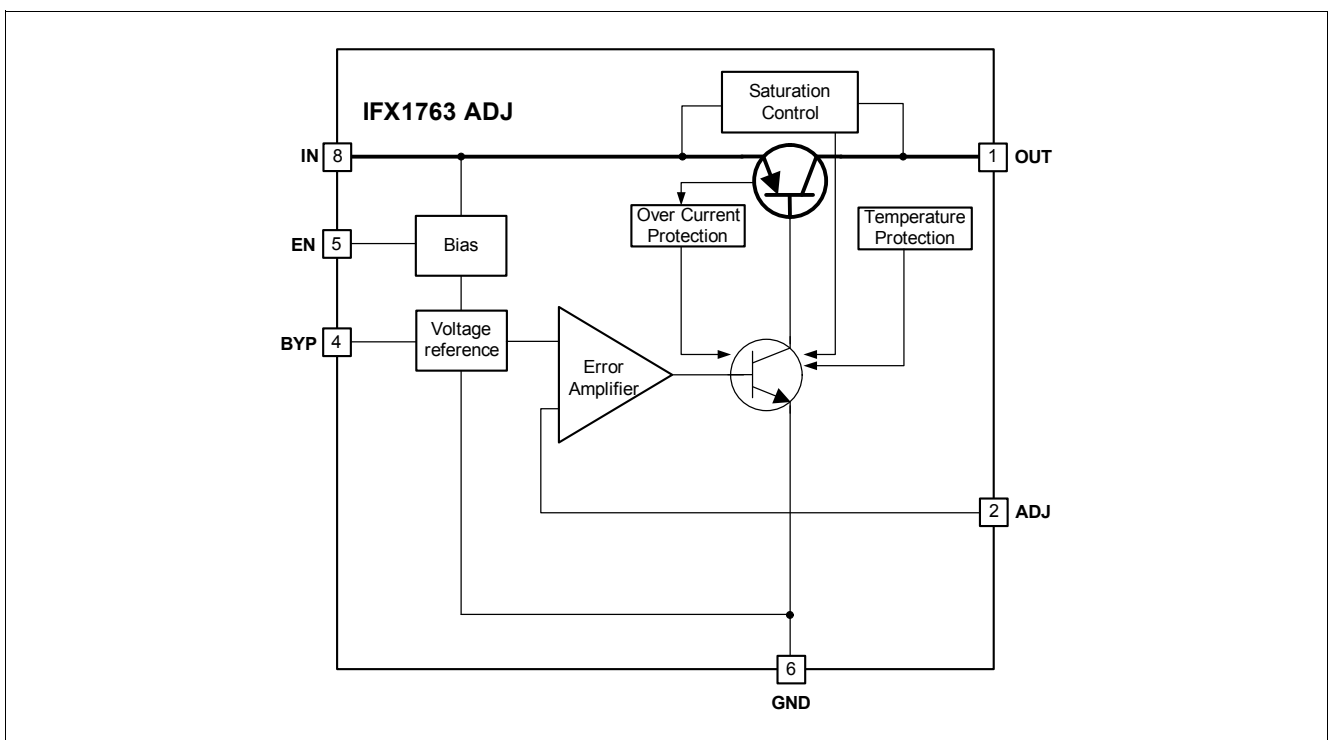 Saturation
Control
IFX1763 ADJ
IN 8
1 OUT
Over Current
Protection
Temperature
Protection
EN 5
Bias
BYP 4
Voltage
reference
Error
Amplifier
2 ADJ
6
GND